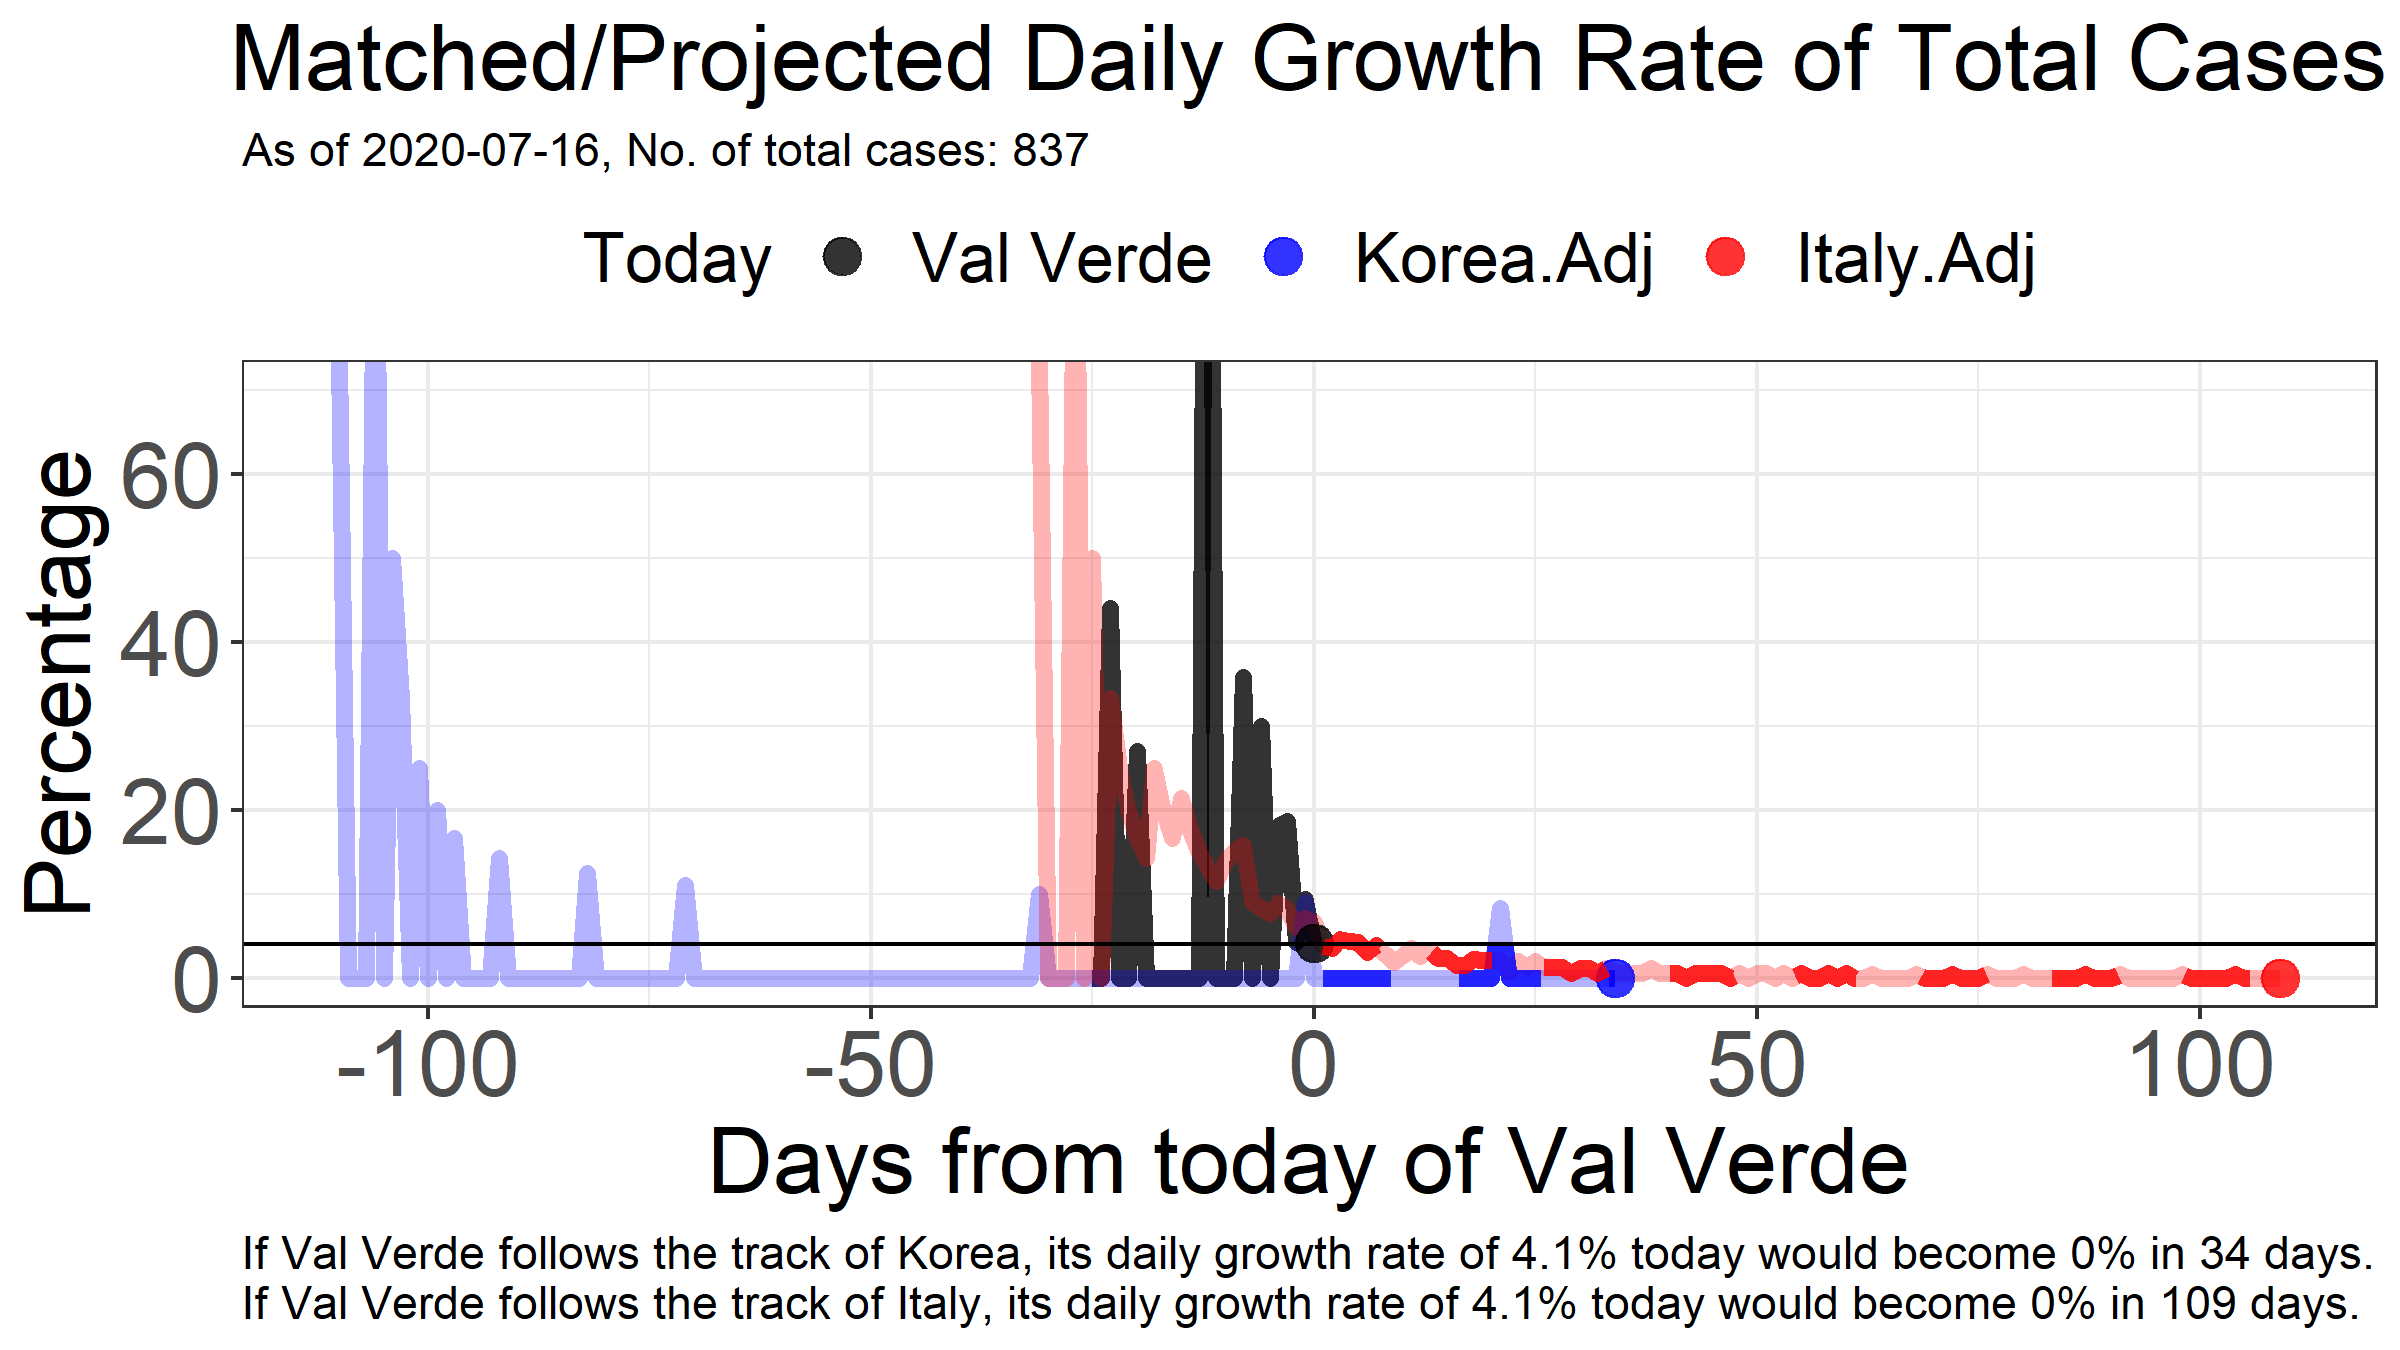 Matched/Projected Daily Growth Rate of Total Cases
As of 2020-07-16, No. of total cases: 837
Today Val Verde Korea.Adj Italy.Adj
Percentage
60
40
20
0
-100 -50 0 50 100
Days from today of Val Verde
If Val Verde follows the track of Korea, its daily growth rate of 4.1% today would become 0% in 34 days.
If Val Verde follows the track of Italy, its daily growth rate of 4.1% today would become 0% in 109 days.